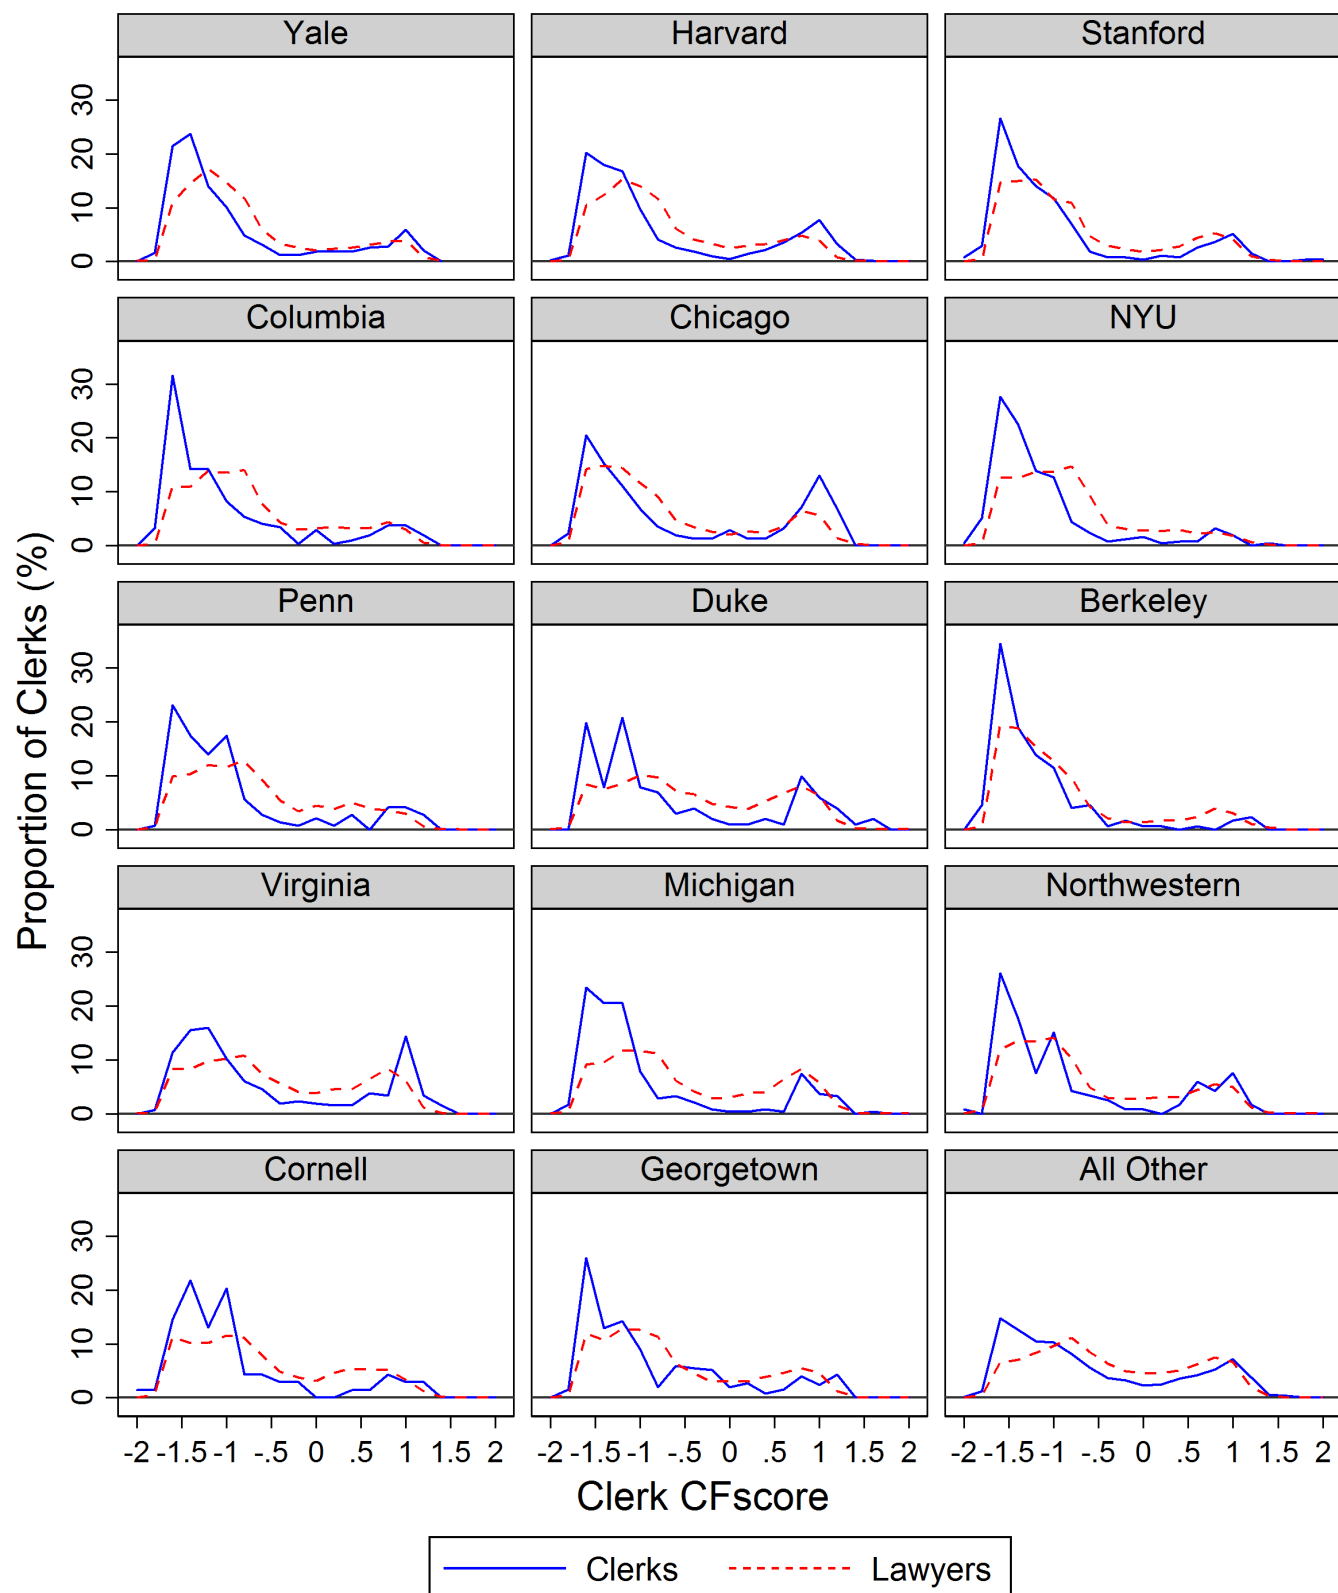 Yale
Harvard
Stanford
0 10 20 30
Columbia
Chicago
NYU
0 10 20 30
Penn
Duke
Berkeley
0 10 20 30
Virginia
Michigan
Northwestern
0 10 20 30
Cornell
Georgetown
All Other
0 10 20 30
Proportion of Clerks (%)
-2 -1.5 -1 -.5 0 .5 1 1.5 2
-2 -1.5 -1 -.5 0 .5 1 1.5 2
-2 -1.5 -1 -.5 0 .5 1 1.5 2
Clerk CFscore
Clerks
Lawyers